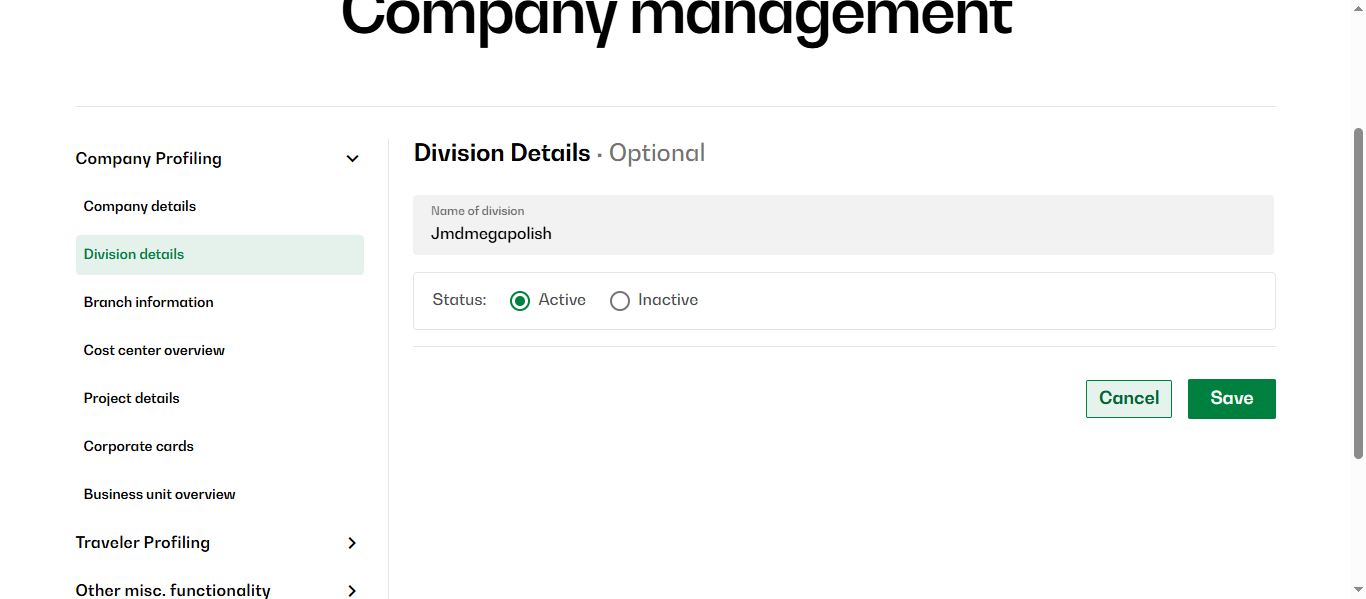 Company management
Company Profiling
Company details
Division details
Branch information
Cost center overview
Project details
Corporate cards
Business unit overview
Traveler Profiling
Other misc. functionality
Division Details · Optional
Name of division
Jmdmegapolish
Status: Active Inactive
Cancel Save